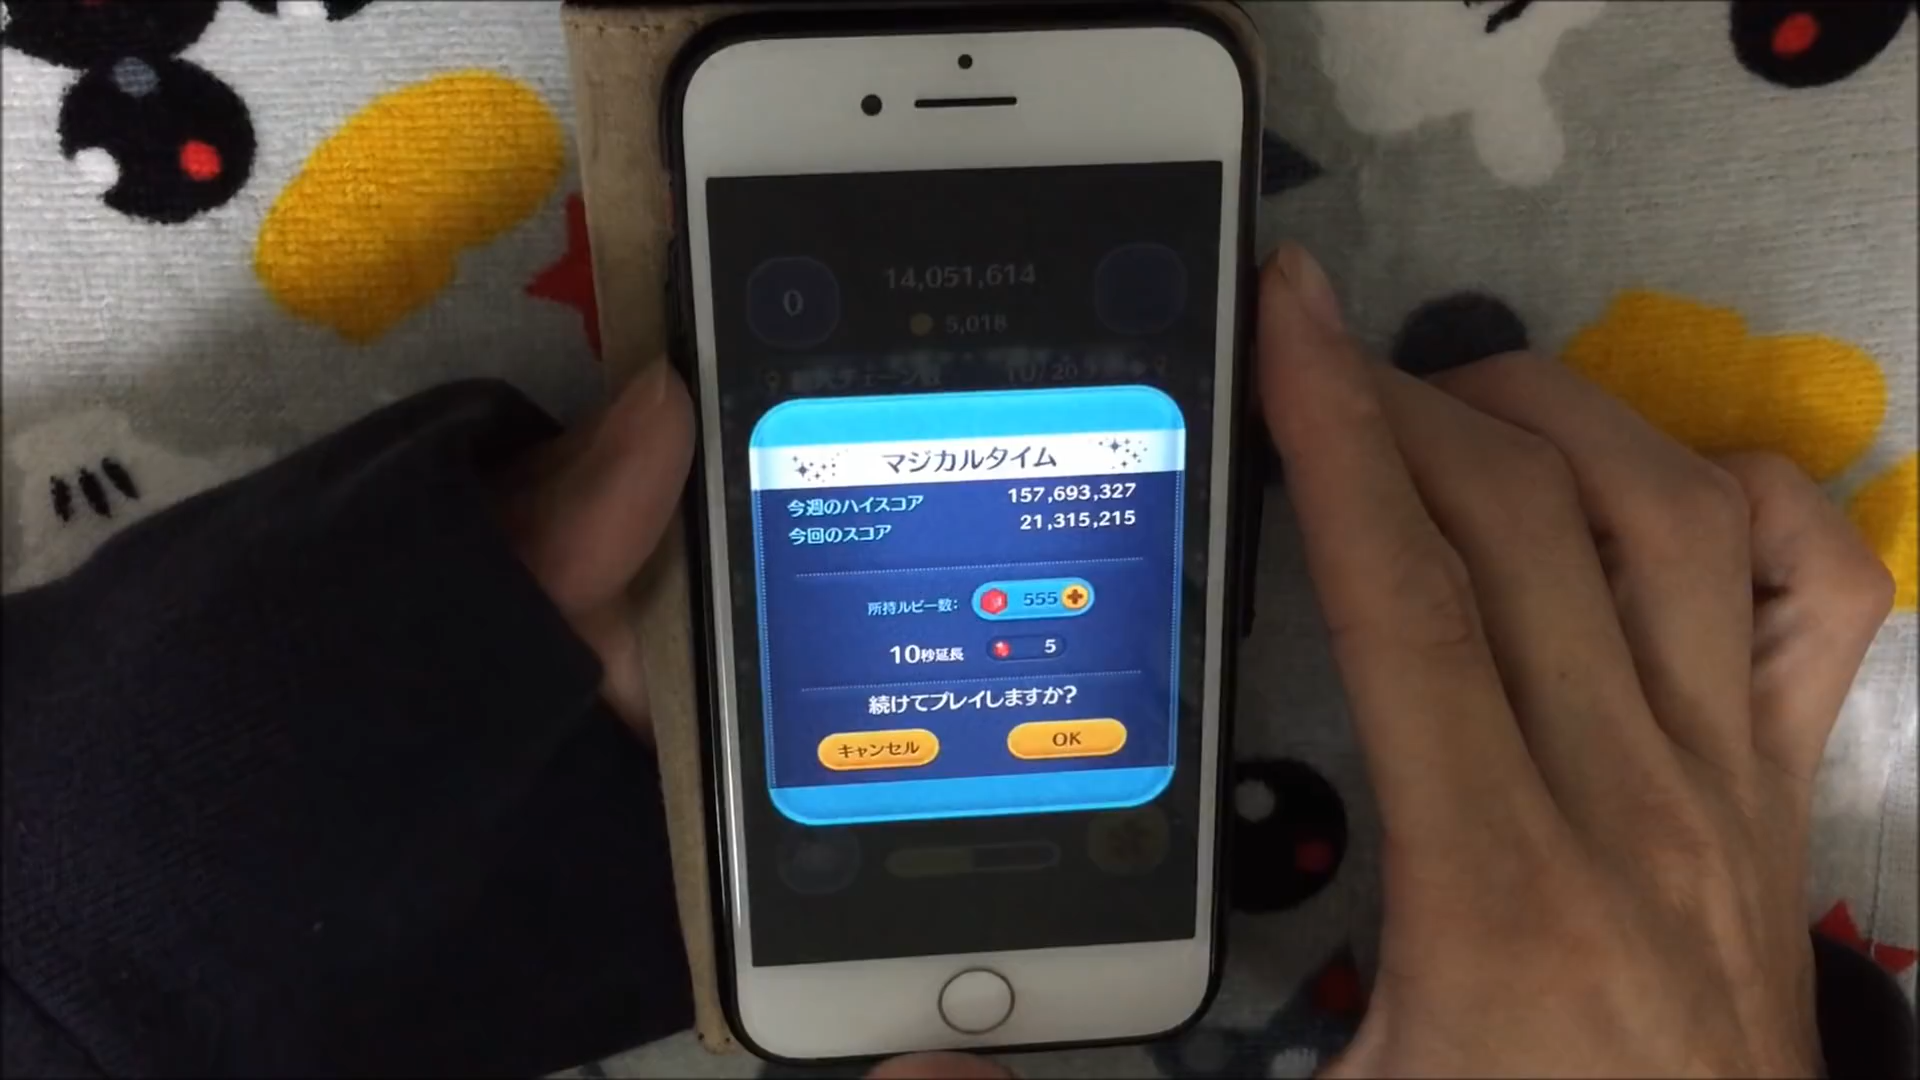 0
14,051,614
5,018
マジカルタイム
今週のハイスコア 157,693,327
今回のスコア 21,315,215
所持ルビー数: 555
10秒延長 5
続けてプレイしますか?
キャンセル OK